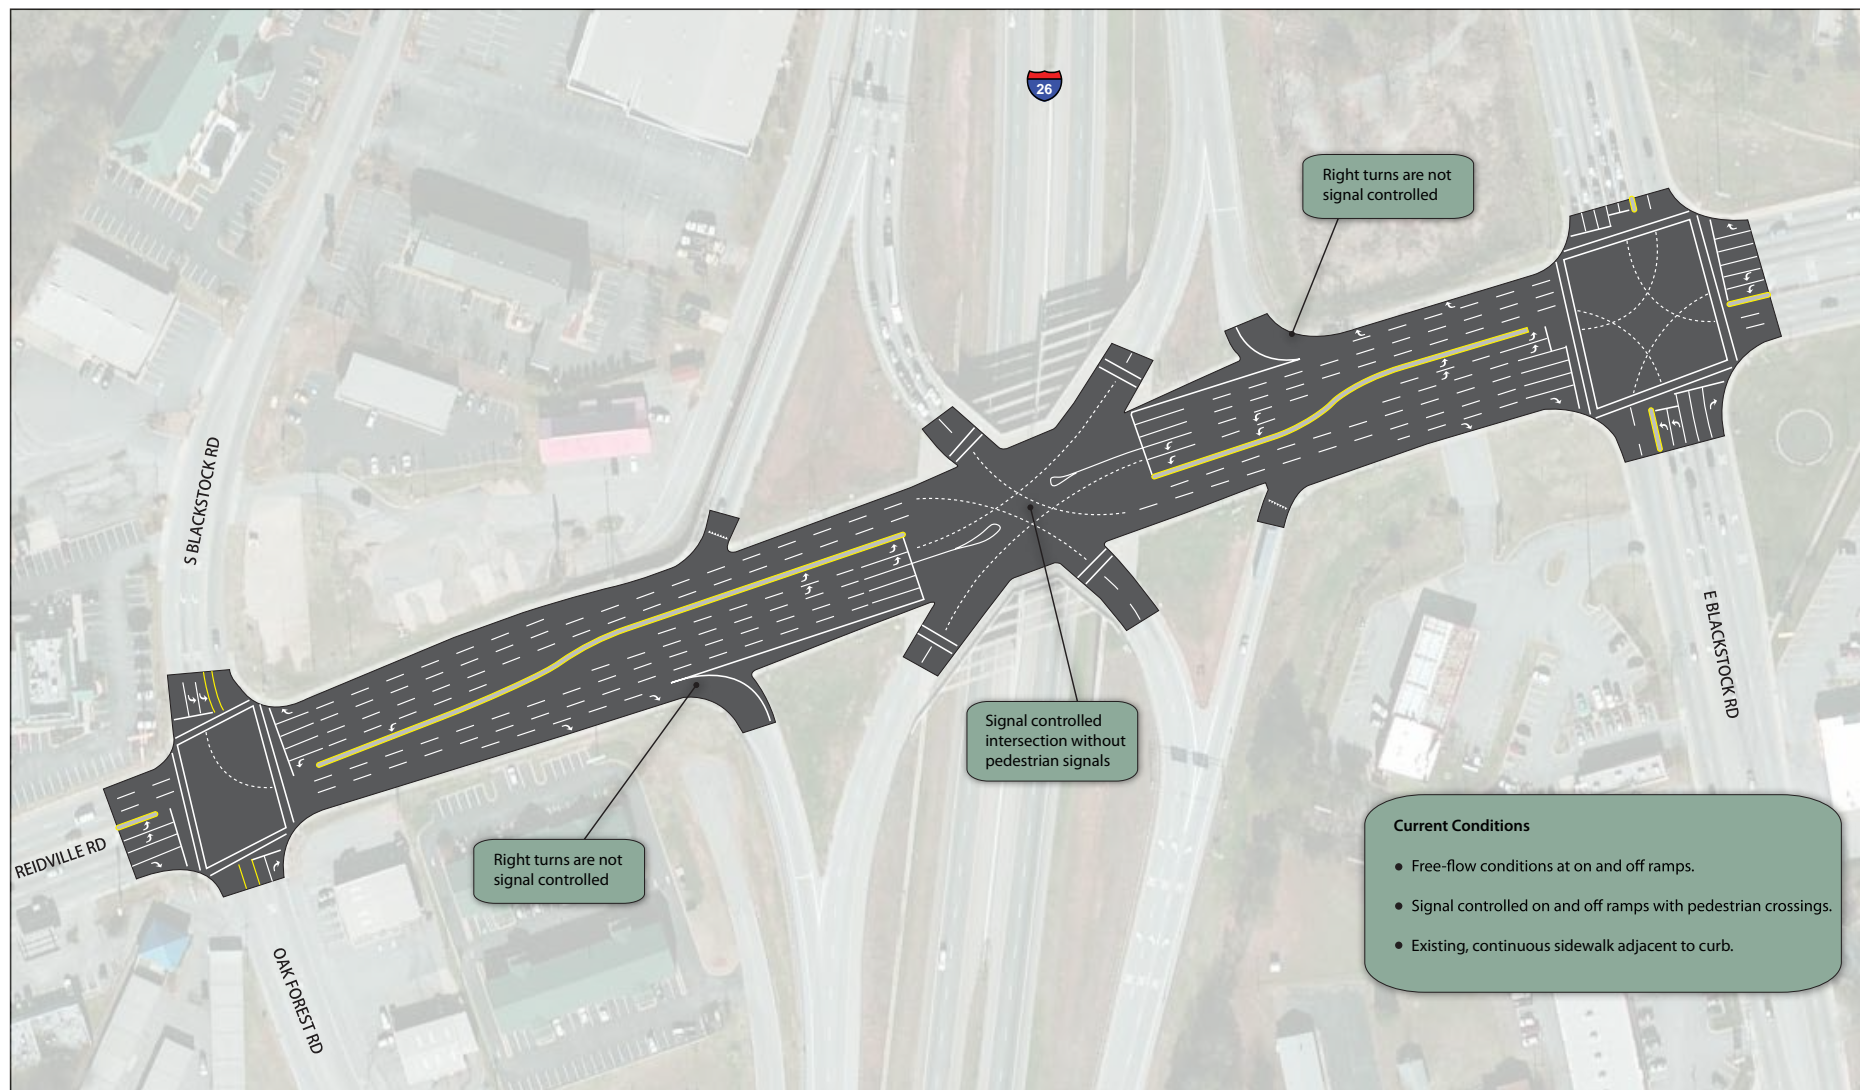 26
Right turns are not
signal controlled
S BLACKSTOCK RD
E BLACKSTOCK RD
Signal controlled
intersection without
pedestrian signals
Right turns are not
signal controlled
REIDVILLE RD
OAK FOREST RD
Current Conditions
• Free-flow conditions at on and off ramps.
• Signal controlled on and off ramps with pedestrian crossings.
• Existing, continuous sidewalk adjacent to curb.